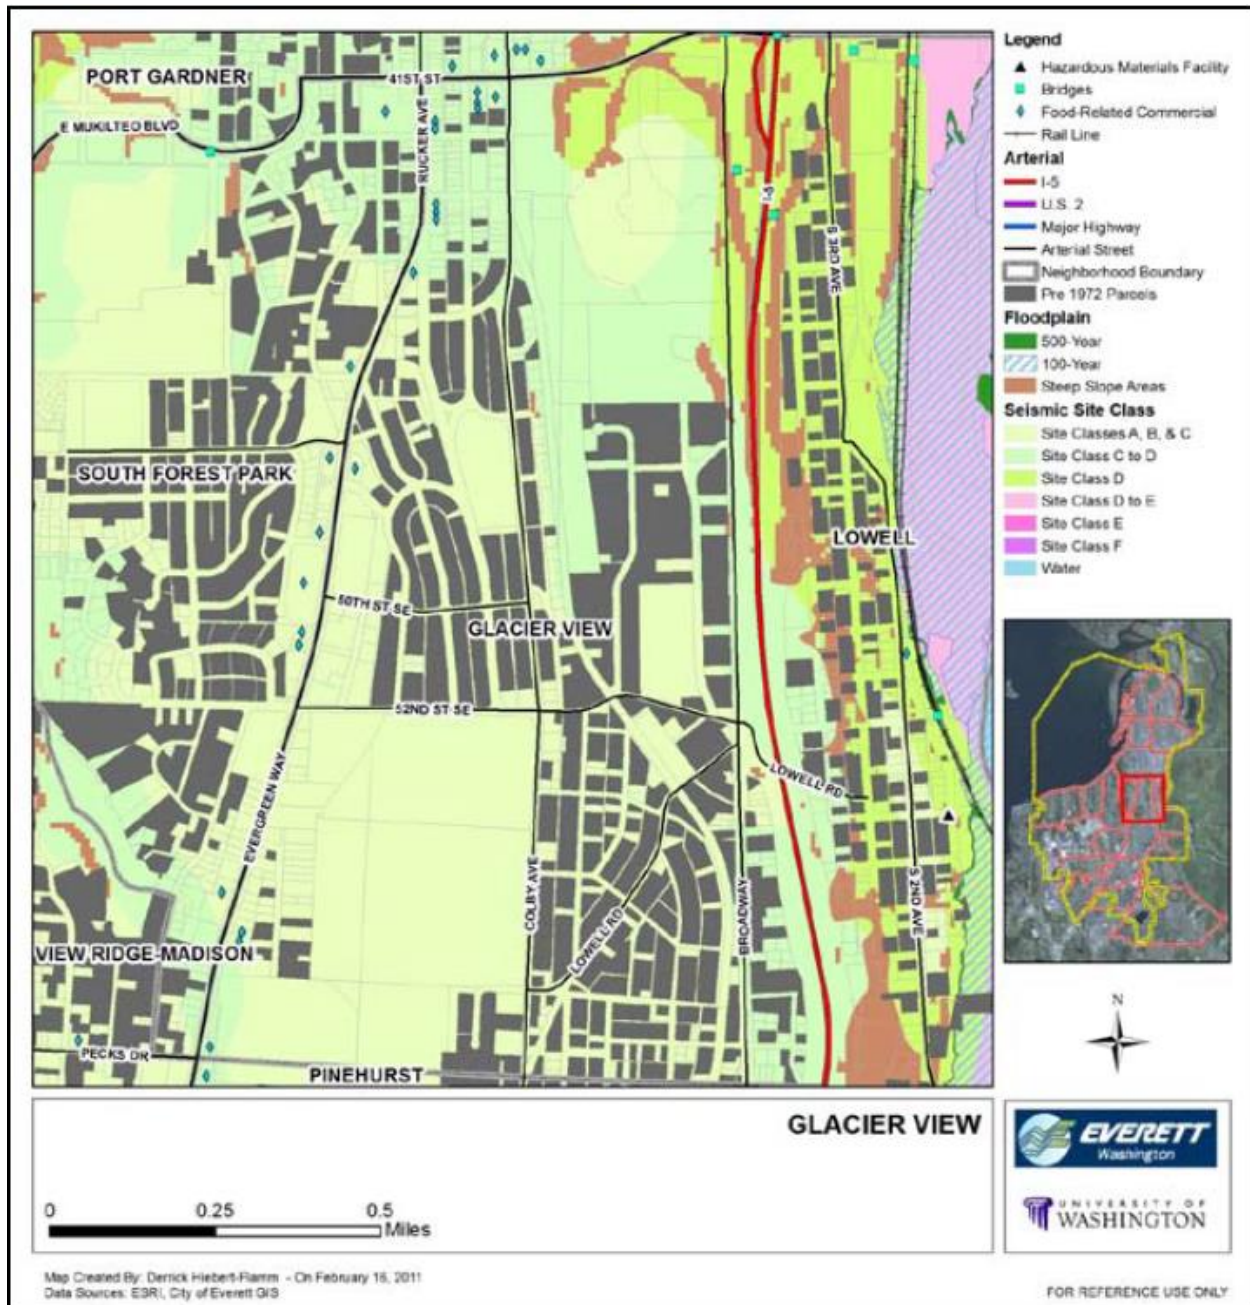 PORT GARDNER
41ST ST
E MUKILTEO BLVD
RUCKER AVE
I-5
S 3RD AVE
SOUTH FOREST PARK
LOWELL
50TH ST SE
GLACIER VIEW
52ND ST SE
LOWELL RD
EVERGREEN WAY
COLBY AVE
BROADWAY
S 2ND AVE
LOWELL RD
VIEW RIDGE-MADISON
PECKS DR
PINEHURST
Legend
Hazardous Materials Facility
Bridges
Food-Related Commercial
Rail Line
Arterial
I-5
U.S. 2
Major Highway
Arterial Street
Neighborhood Boundary
Pre 1972 Parcels
Floodplain
500-Year
100-Year
Steep Slope Areas
Seismic Site Class
Site Classes A, B, & C
Site Class C to D
Site Class D
Site Class D to E
Site Class E
Site Class F
Water
N
GLACIER VIEW
0 0.25 0.5
Miles
EVERETT
Washington
UNIVERSITY OF
WASHINGTON
Map Created By: Derrick Hiebert-Flamm - On February 16, 2011
Data Sources: ESRI, City of Everett GIS
FOR REFERENCE USE ONLY